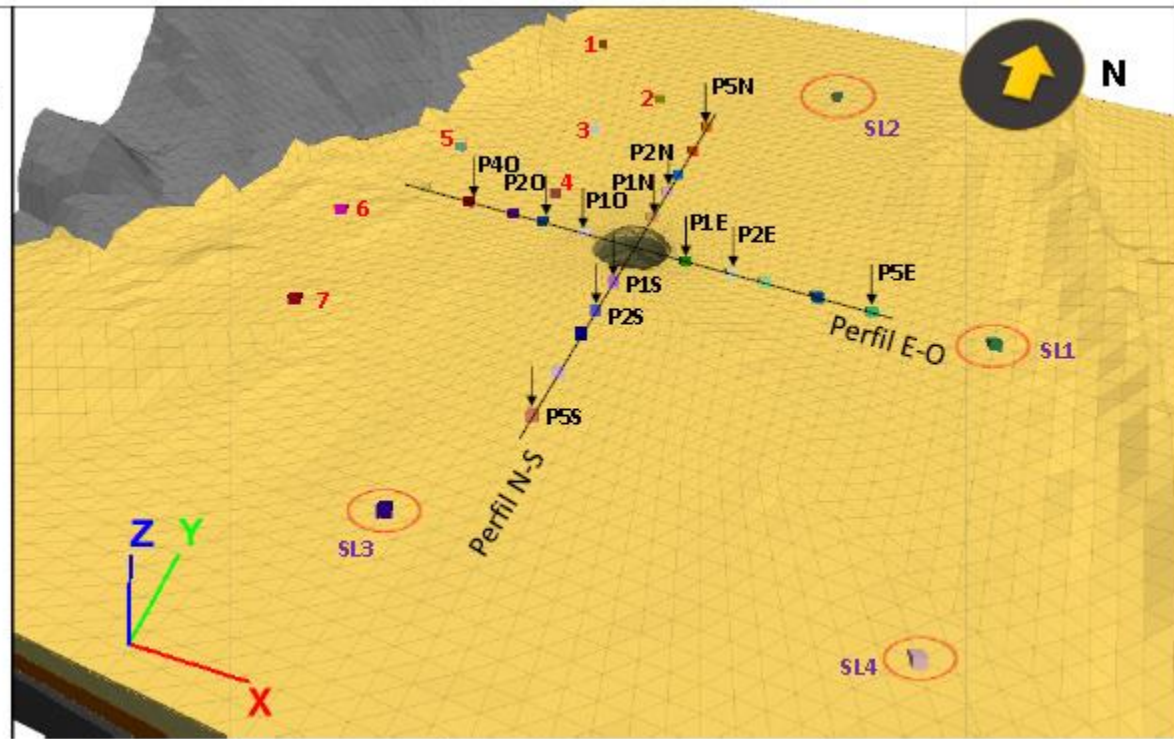 1
N
2
P5N
SL2
3
5
P2N
P4O
4
P2O
P1O
P1N
6
P1E
P2E
P1S
P5E
7
P2S
Perfil E-O
SL1
P5S
Perfil N-S
Z
Y
SL3
SL4
X